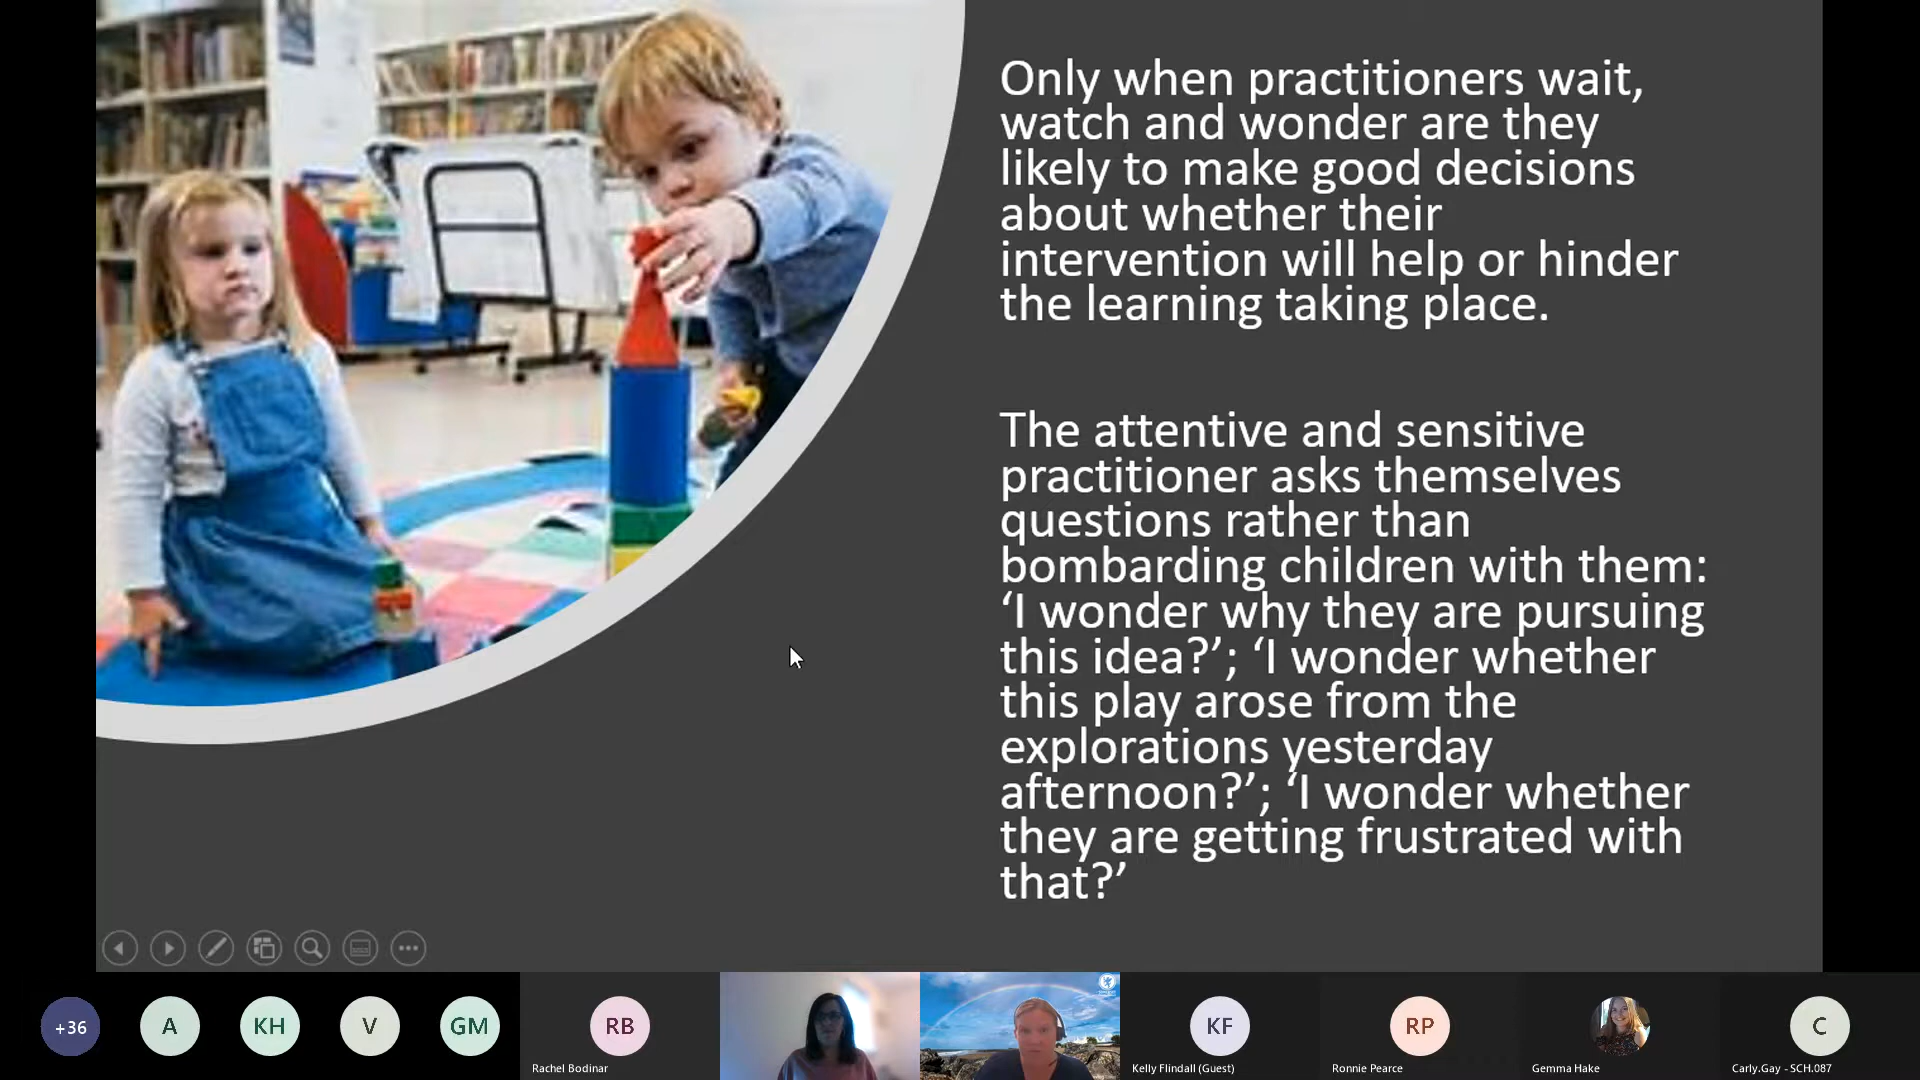 Only when practitioners wait,
watch and wonder are they
likely to make good decisions
about whether their
intervention will help or hinder
the learning taking place.
The attentive and sensitive
practitioner asks themselves
questions rather than
bombarding children with them:
‘I wonder why they are pursuing
this idea?’; ‘I wonder whether
this play arose from the
explorations yesterday
afternoon?’; ‘I wonder whether
they are getting frustrated with
that?’
+36
A
KH
V
GM
RB
Rachel Bodinar
KF
Kelly Flindall (Guest)
RP
Ronnie Pearce
Gemma Hake
C
Carly.Gay - SCH.087